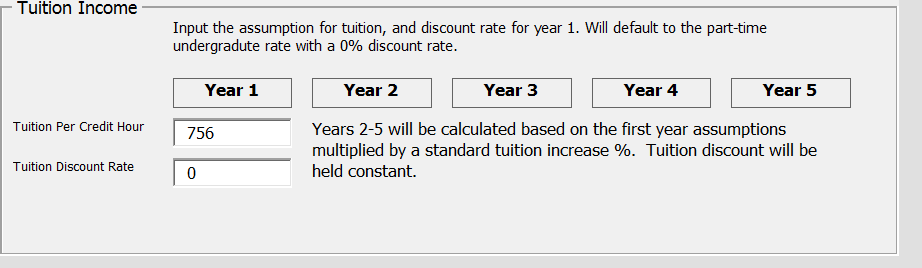 Tuition Income
Input the assumption for tuition, and discount rate for year 1. Will default to the part-time
undergradute rate with a 0% discount rate.
Year 1 Year 2 Year 3 Year 4 Year 5
Tuition Per Credit Hour 756 Years 2-5 will be calculated based on the first year assumptions
multiplied by a standard tuition increase %. Tuition discount will be
Tuition Discount Rate 0 held constant.